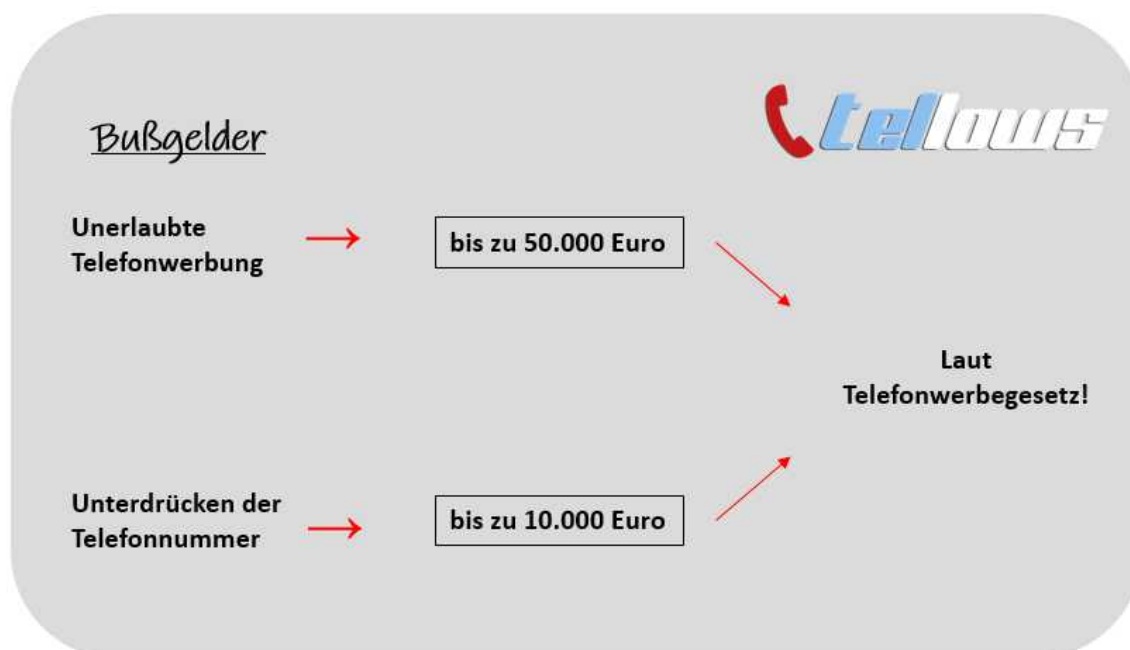 Bußgelder
tellows
Unerlaubte
Telefonwerbung
bis zu 50.000 Euro
Laut
Telefonwerbegesetz!
Unterdrücken der
Telefonnummer
bis zu 10.000 Euro